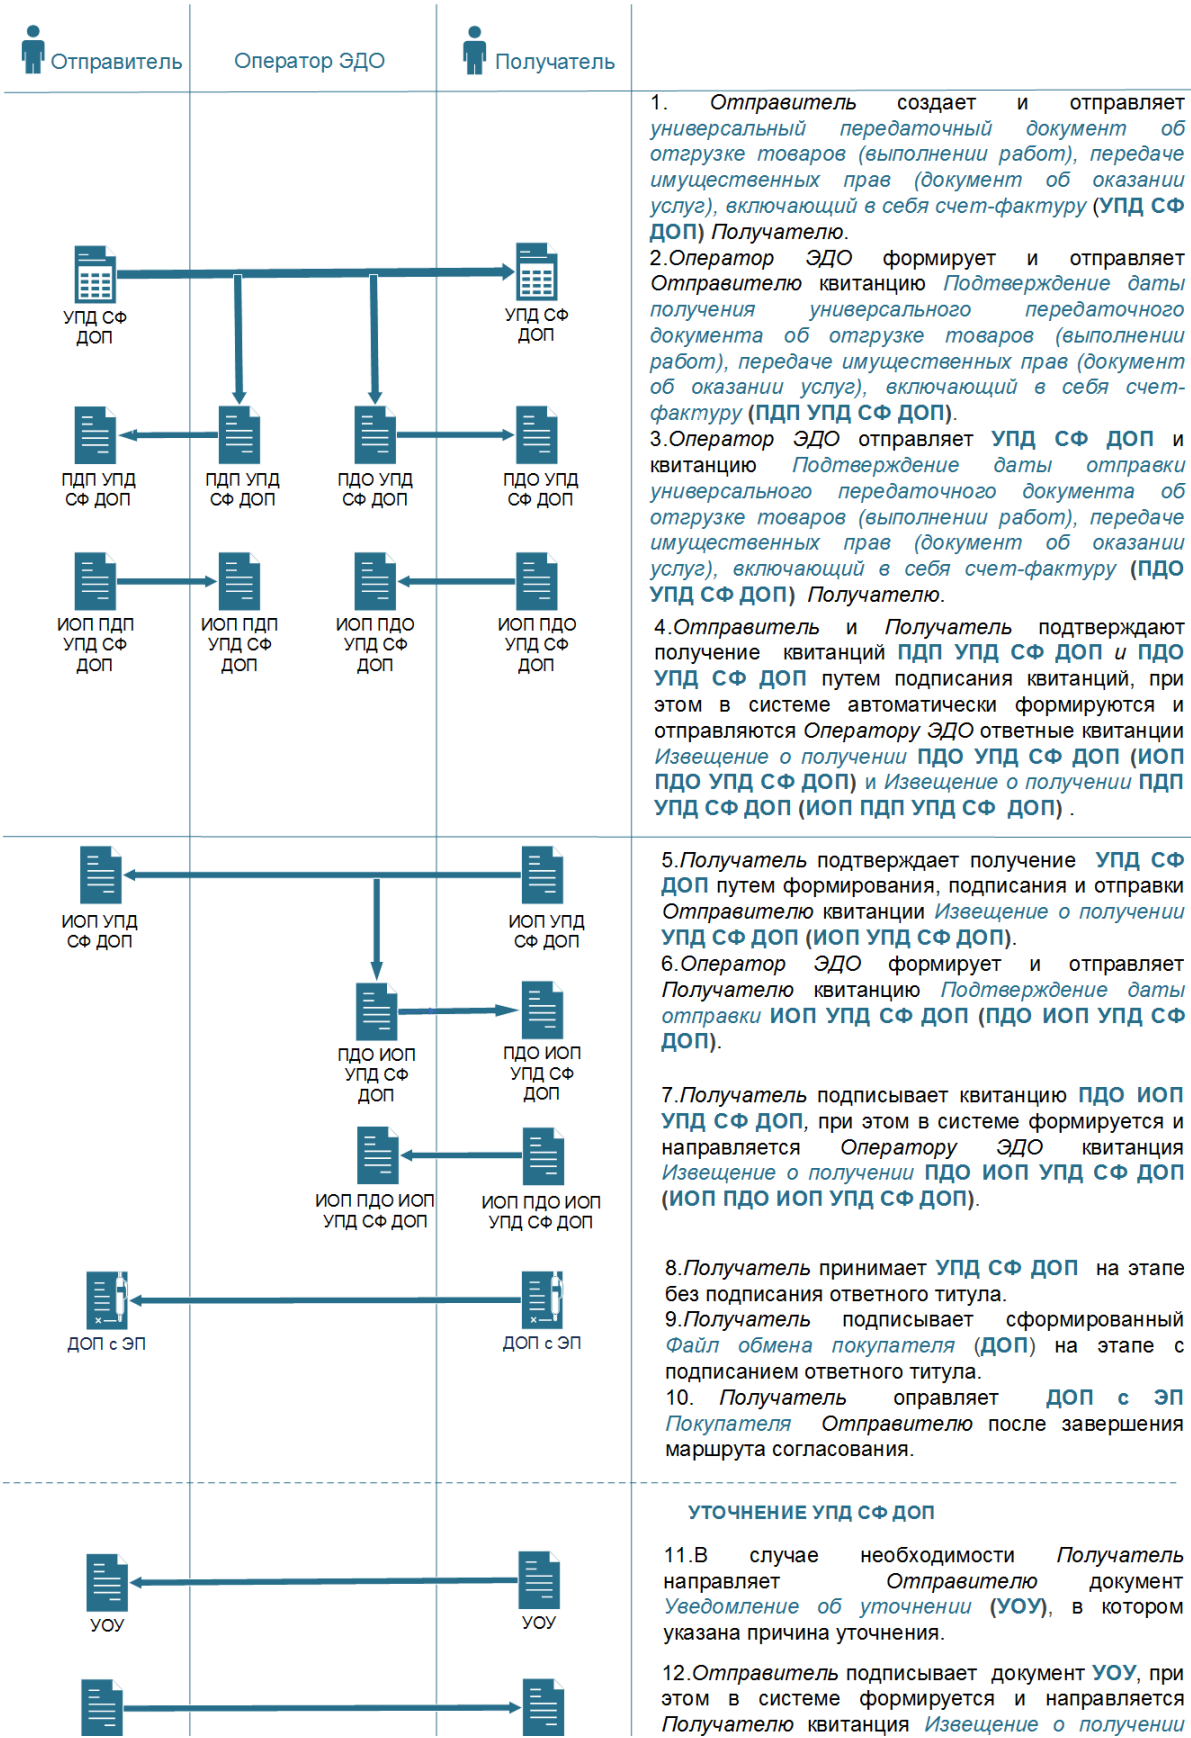 Отправитель
Оператор ЭДО
Получатель
1. Отправитель создает и отправляет
универсальный передаточный документ об
отгрузке товаров (выполнении работ), передаче
имущественных прав (документ об оказании
услуг), включающий в себя счет-фактуру (УПД СФ
ДОП) Получателю.
2.Оператор ЭДО формирует и отправляет
Отправителю квитанцию Подтверждение даты
получения универсального передаточного
документа об отгрузке товаров (выполнении
работ), передаче имущественных прав (документ
об оказании услуг), включающий в себя счет-
фактуру (ПДП УПД СФ ДОП).
3.Оператор ЭДО отправляет УПД СФ ДОП и
квитанцию Подтверждение даты отправки
универсального передаточного документа об
отгрузке товаров (выполнении работ), передаче
имущественных прав (документ об оказании
услуг), включающий в себя счет-фактуру (ПДО
УПД СФ ДОП) Получателю.
4.Отправитель и Получатель подтверждают
получение квитанций ПДП УПД СФ ДОП и ПДО
УПД СФ ДОП путем подписания квитанций, при
этом в системе автоматически формируются и
отправляются Оператору ЭДО ответные квитанции
Извещение о получении ПДО УПД СФ ДОП (ИОП
ПДО УПД СФ ДОП) и Извещение о получении ПДП
УПД СФ ДОП (ИОП ПДП УПД СФ ДОП) .
УПД СФ
ДОП
УПД СФ
ДОП
ПДП УПД
СФ ДОП
ПДП УПД
СФ ДОП
ПДО УПД
СФ ДОП
ПДО УПД
СФ ДОП
ИОП ПДП
УПД СФ
ДОП
ИОП ПДП
УПД СФ
ДОП
ИОП ПДО
УПД СФ
ДОП
ИОП ПДО
УПД СФ
ДОП
5.Получатель подтверждает получение УПД СФ
ДОП путем формирования, подписания и отправки
Отправителю квитанции Извещение о получении
УПД СФ ДОП (ИОП УПД СФ ДОП).
6.Оператор ЭДО формирует и отправляет
Получателю квитанцию Подтверждение даты
отправки ИОП УПД СФ ДОП (ПДО ИОП УПД СФ
ДОП).
7.Получатель подписывает квитанцию ПДО ИОП
УПД СФ ДОП, при этом в системе формируется и
направляется Оператору ЭДО квитанция
Извещение о получении ПДО ИОП УПД СФ ДОП
(ИОП ПДО ИОП УПД СФ ДОП).
8.Получатель принимает УПД СФ ДОП на этапе
без подписания ответного титула.
9.Получатель подписывает сформированный
Файл обмена покупателя (ДОП) на этапе с
подписанием ответного титула.
10. Получатель оправляет ДОП с ЭП
Покупателя Отправителю после завершения
маршрута согласования.
ИОП УПД
СФ ДОП
ИОП УПД
СФ ДОП
ПДО ИОП
УПД СФ
ДОП
ПДО ИОП
УПД СФ
ДОП
ИОП ПДО ИОП
УПД СФ ДОП
ИОП ПДО ИОП
УПД СФ ДОП
ДОП с ЭП
ДОП с ЭП
УТОЧНЕНИЕ УПД СФ ДОП
11.В случае необходимости Получатель
направляет Отправителю документ
Уведомление об уточнении (УОУ), в котором
указана причина уточнения.
12.Отправитель подписывает документ УОУ, при
этом в системе формируется и направляется
Получателю квитанция Извещение о получении
УОУ
УОУ